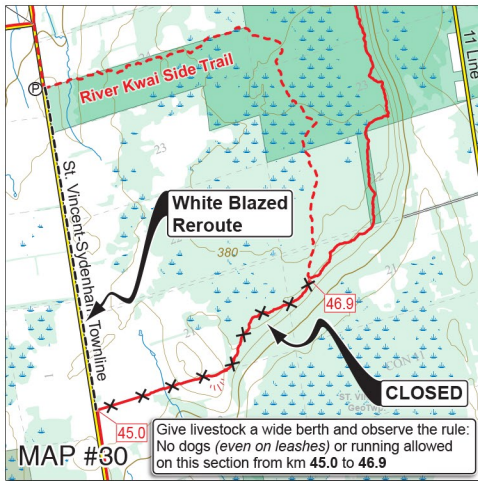 River Kwai Side Trail
11 Line
P
23
St. Vincent-Sydenham Townline
White Blazed
Reroute
380
21
46.9
CLOSED
45.0
MAP #30
Give livestock a wide berth and observe the rule:
No dogs (even on leashes) or running allowed
on this section from km 45.0 to 46.9